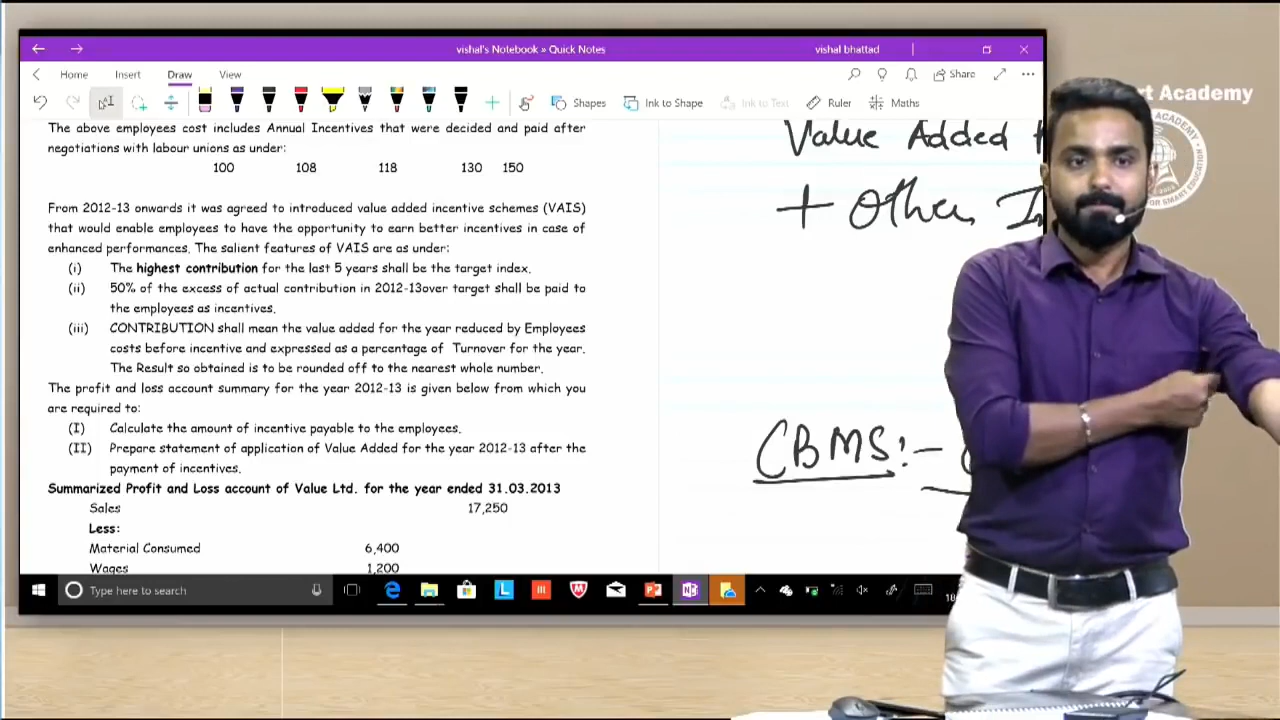 vishal's Notebook » Quick Notes
vishal bhattad
Home Insert Draw View
Share
Shapes
Ink to Shape
Ink to Text
Ruler
Maths
The above employees cost includes Annual Incentives that were decided and paid after
negotiations with labour unions as under:
100 108 118 130 150
From 2012-13 onwards it was agreed to introduced value added incentive schemes (VAIS)
that would enable employees to have the opportunity to earn better incentives in case of
enhanced performances. The salient features of VAIS are as under:
(i) The highest contribution for the last 5 years shall be the target index.
(ii) 50% of the excess of actual contribution in 2012-13over target shall be paid to
the employees as incentives.
(iii) CONTRIBUTION shall mean the value added for the year reduced by Employees
costs before incentive and expressed as a percentage of Turnover for the year.
The Result so obtained is to be rounded off to the nearest whole number.
The profit and loss account summary for the year 2012-13 is given below from which you
are required to:
(I) Calculate the amount of incentive payable to the employees.
(II) Prepare statement of application of Value Added for the year 2012-13 after the
payment of incentives.
Summarized Profit and Loss account of Value Ltd. for the year ended 31.03.2013
Sales 17,250
Less:
Material Consumed 6,400
Wages 1,200
Value Added
+ Other
CBMS:-
Academy
Type here to search